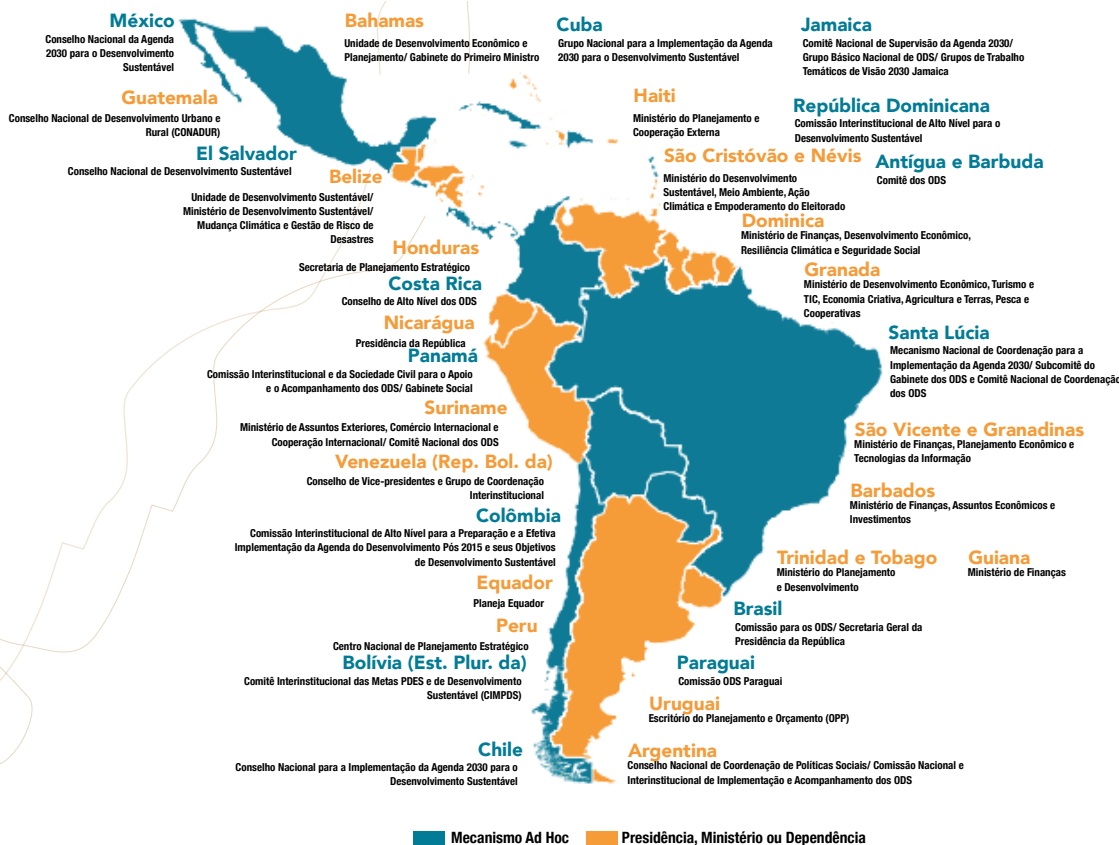 México
Conselho Nacional da Agenda
2030 para o Desenvolvimento
Sustentável
Bahamas
Unidade de Desenvolvimento Econômico e
Planejamento/ Gabinete do Primeiro Ministro
Cuba
Grupo Nacional para a Implementação da Agenda
2030 para o Desenvolvimento Sustentável
Jamaica
Comitê Nacional de Supervisão da Agenda 2030/
Grupo Básico Nacional de ODS/ Grupos de Trabalho
Temáticos de Visão 2030 Jamaica
Guatemala
Conselho Nacional de Desenvolvimento Urbano e
Rural (CONADUR)
Haiti
Ministério do Planejamento e
Cooperação Externa
República Dominicana
Comissão Interinstitucional de Alto Nível para o
Desenvolvimento Sustentável
El Salvador
Conselho Nacional de Desenvolvimento Sustentável
São Cristóvão e Névis
Ministério do Desenvolvimento
Sustentável, Meio Ambiente, Ação
Climática e Empoderamento do Eleitorado
Antígua e Barbuda
Comitê dos ODS
Belize
Unidade de Desenvolvimento Sustentável/
Ministério de Desenvolvimento Sustentável/
Mudança Climática e Gestão de Risco de
Desastres
Dominica
Ministério de Finanças, Desenvolvimento Econômico,
Resiliência Climática e Seguridade Social
Honduras
Secretaria de Planejamento Estratégico
Granada
Ministério de Desenvolvimento Econômico, Turismo e
TIC, Economia Criativa, Agricultura e Terras, Pesca e
Cooperativas
Costa Rica
Conselho de Alto Nível dos ODS
Nicarágua
Presidência da República
Santa Lúcia
Mecanismo Nacional de Coordenação para a
Implementação da Agenda 2030/ Subcomitê do
Gabinete dos ODS e Comitê Nacional de Coordenação
dos ODS
Panamá
Comissão Interinstitucional e da Sociedade Civil para o Apoio
e o Acompanhamento dos ODS/ Gabinete Social
Suriname
Ministério de Assuntos Exteriores, Comércio Internacional e
Cooperação Internacional/ Comitê Nacional dos ODS
São Vicente e Granadinas
Ministério de Finanças, Planejamento Econômico e
Tecnologias da Informação
Venezuela (Rep. Bol. da)
Conselho de Vice-presidentes e Grupo de Coordenação
Interinstitucional
Barbados
Ministério de Finanças, Assuntos Econômicos e
Investimentos
Colômbia
Comissão Interinstitucional de Alto Nível para a Preparação e a Efetiva
Implementação da Agenda do Desenvolvimento Pós 2015 e seus Objetivos
de Desenvolvimento Sustentável
Trinidad e Tobago
Ministério do Planejamento
e Desenvolvimento
Guiana
Ministério de Finanças
Equador
Planeja Equador
Brasil
Comissão para os ODS/ Secretaria Geral da
Presidência da República
Peru
Centro Nacional de Planejamento Estratégico
Bolívia (Est. Plur. da)
Comitê Interinstitucional das Metas PDES e de Desenvolvimento
Sustentável (CIMPDS)
Paraguai
Comissão ODS Paraguai
Uruguai
Escritório do Planejamento e Orçamento (OPP)
Chile
Conselho Nacional para a Implementação da Agenda 2030 para o
Desenvolvimento Sustentável
Argentina
Conselho Nacional de Coordenação de Políticas Sociais/ Comissão Nacional e
Interinstitucional de Implementação e Acompanhamento dos ODS
Mecanismo Ad Hoc
Presidência, Ministério ou Dependência